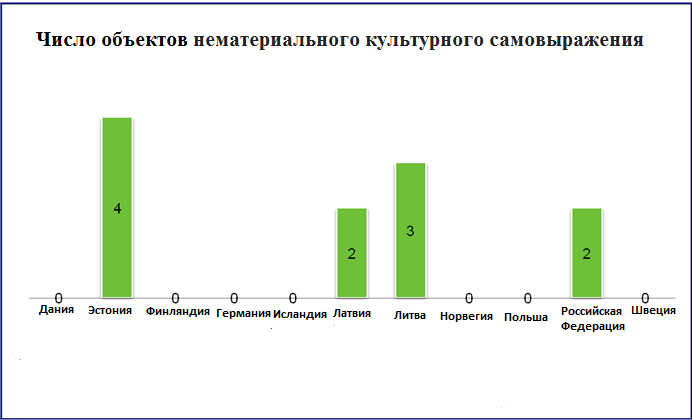 Число объектов нематериального культурного самовыражения
4
3
2
2
0 0 0 0 0 0 0
Дания Эстония Финляндия Германия Исландия Латвия Литва Норвегия Польша Российская Федерация Швеция